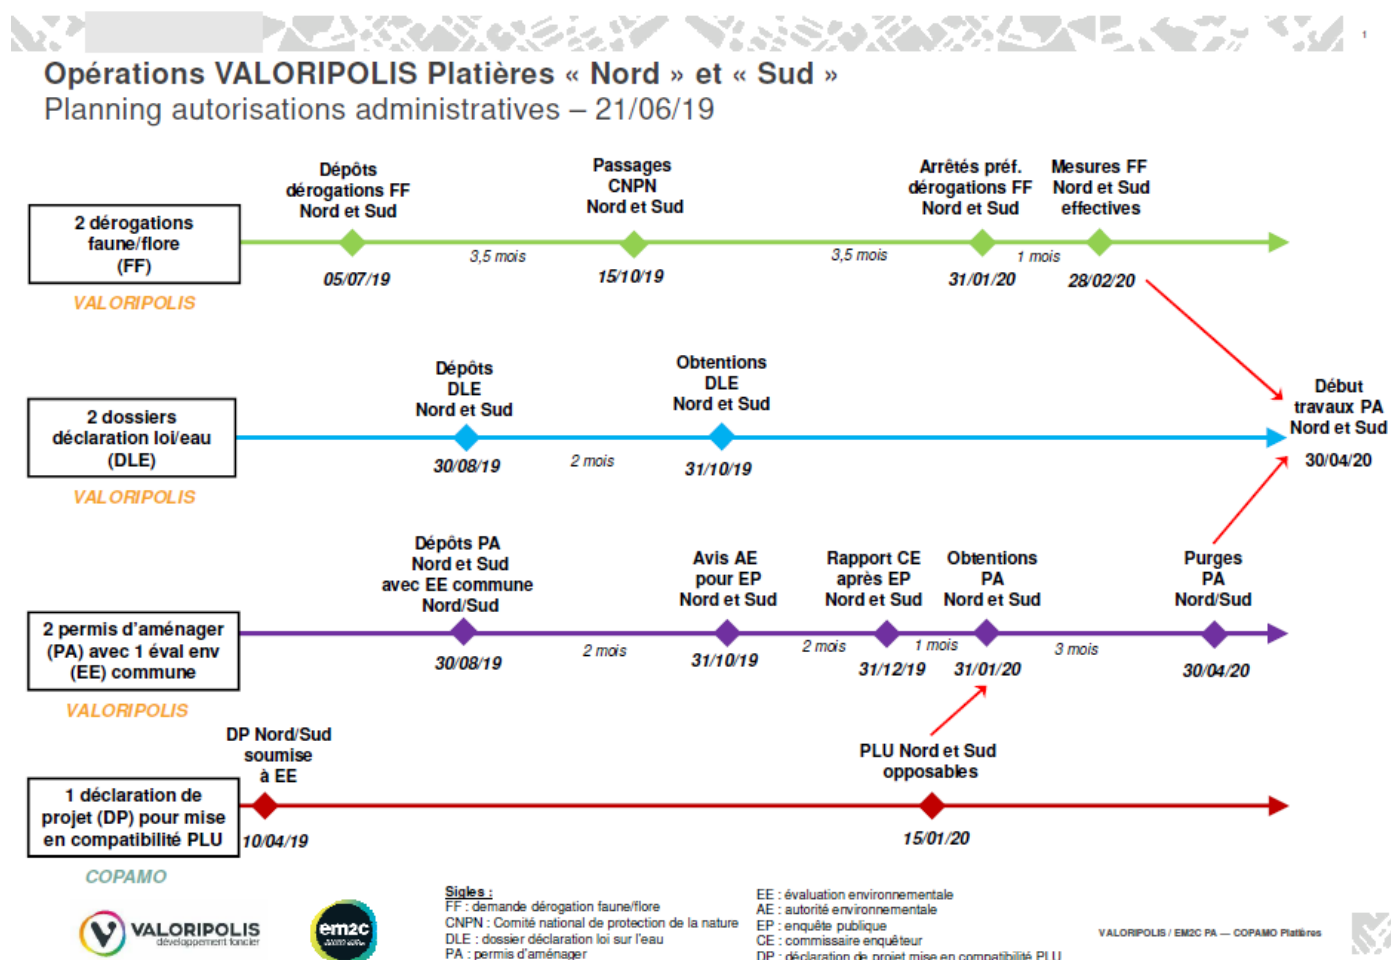 1
Opérations VALORIPOLIS Platières « Nord » et « Sud »
Planning autorisations administratives – 21/06/19
Dépôts
dérogations FF
Nord et Sud
Passages
CNPN
Nord et Sud
Arrêtés préf.
dérogations FF
Nord et Sud
Mesures FF
Nord et Sud
effectives
2 dérogations
faune/flore
(FF)
3,5 mois
3,5 mois
1 mois
05/07/19
15/10/19
31/01/20
28/02/20
VALORIPOLIS
Dépôts
DLE
Nord et Sud
Obtentions
DLE
Nord et Sud
Début
travaux PA
Nord et Sud
30/04/20
2 dossiers
déclaration loi/eau
(DLE)
30/08/19
2 mois
31/10/19
VALORIPOLIS
Dépôts PA
Nord et Sud
avec EE commune
Nord/Sud
Avis AE
pour EP
Nord et Sud
Rapport CE
après EP
Nord et Sud
Obtentions
PA
Nord et Sud
Purges
PA
Nord/Sud
2 permis d'aménager
(PA) avec 1 éval env
(EE) commune
30/08/19
2 mois
31/10/19
2 mois
31/12/19
1 mois
31/01/20
3 mois
30/04/20
VALORIPOLIS
DP Nord/Sud
soumise
à EE
PLU Nord et Sud
opposables
1 déclaration de
projet (DP) pour mise
en compatibilité PLU
10/04/19
15/01/20
COPAMO
VALORIPOLIS
développement foncier
em2c
Sigles :
FF : demande dérogation faune/flore
CNPN : Comité national de protection de la nature
DLE : dossier déclaration loi sur l'eau
PA : permis d'aménager
EE : évaluation environnementale
AE : autorité environnementale
EP : enquête publique
CE : commissaire enquêteur
DP : déclaration de projet mise en compatibilité PLU
VALORIPOLIS / EM2C PA — COPAMO Platières